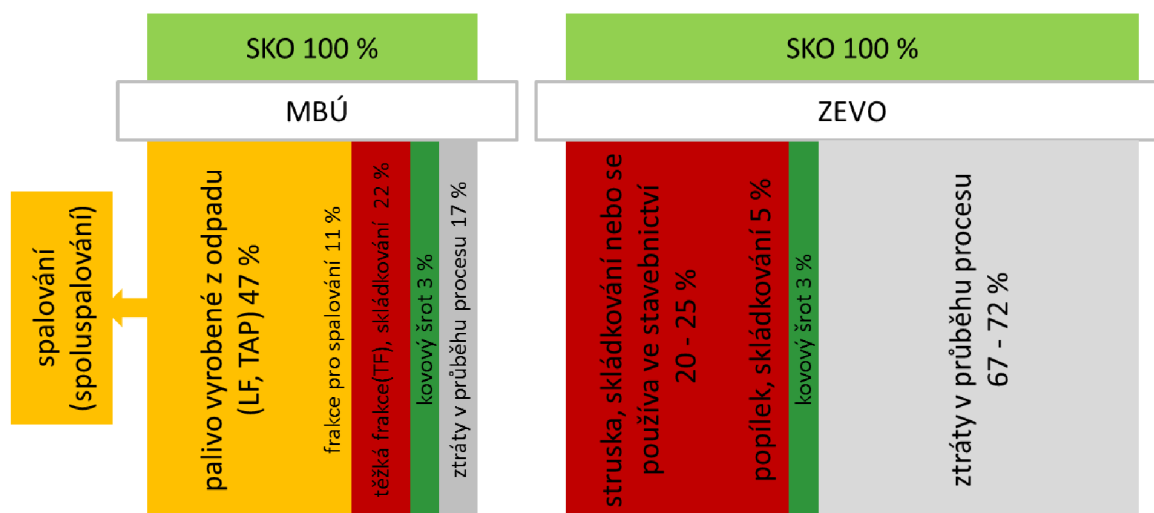 SKO 100 %
MBÚ
spalování
(spoluspalování)
palivo vyrobené z odpadu
(LF, TAP) 47 %
frakce pro spalování 11 %
těžká frakce(TF), skládkování 22 %
kovový šrot 3 %
ztráty v průběhu procesu 17 %
SKO 100 %
ZEVO
struska, skládkování nebo se
používa ve stavebnictví
20 - 25 %
popílek, skládkování 5 %
kovový šrot 3 %
ztráty v průběhu procesu
67 - 72 %